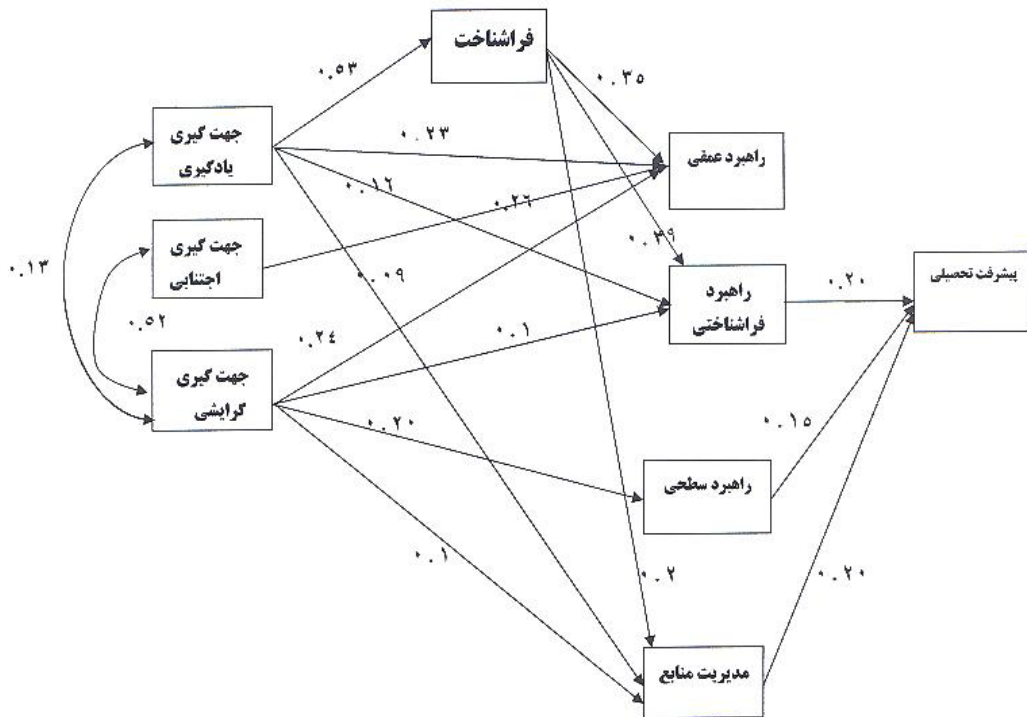 فراشناخت
۰.۵۳
۰.۳۵
جهت گیری
یادگیری
۰.۲۳
راهبرد عمقی
۰.۱۶
۰.۲۶
جهت گیری
اجتنابی
۰.۳۹
۰.۱۳
۰.۰۹
راهبرد
فراشناختی
۰.۲۰
پیشرفت تحصیلی
۰.۵۲
۰.۲٤
۰.۱
جهت گیری
گرایشی
۰.۲۰
۰.۱۵
راهبرد سطحی
۰.۱
۰.۲
۰.۲۰
مدیریت منابع